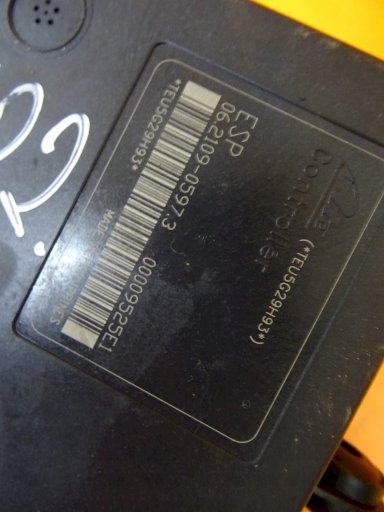 *TEU5G29H93*
ESP
06.2109-0597.3 00009525E1
Controller
(*TEU5G29H93*)